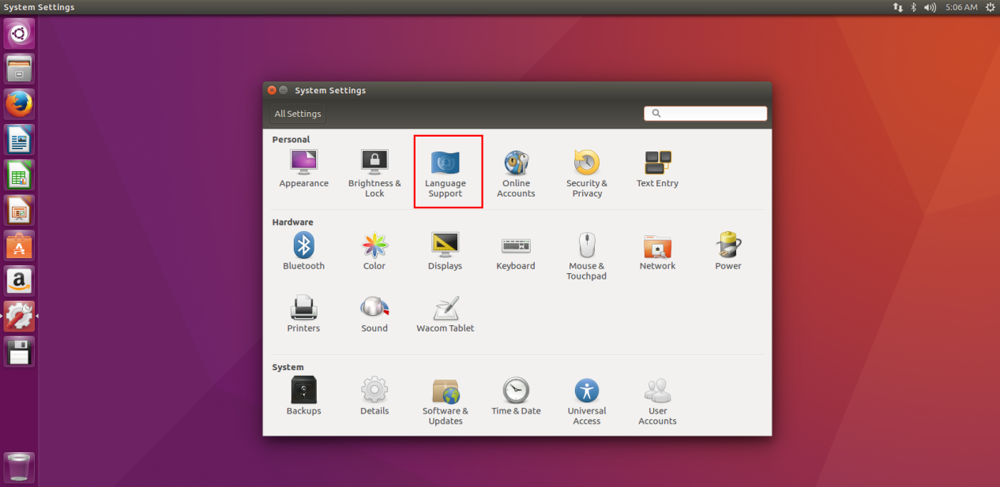 System Settings
5:06 AM
System Settings
All Settings
Personal
Appearance
Brightness &
Lock
Language
Support
Online
Accounts
Security &
Privacy
Text Entry
Hardware
Bluetooth
Color
Displays
Keyboard
Mouse &
Touchpad
Network
Power
Printers
Sound
Wacom Tablet
System
Backups
Details
Software &
Updates
Time & Date
Universal
Access
User
Accounts
a